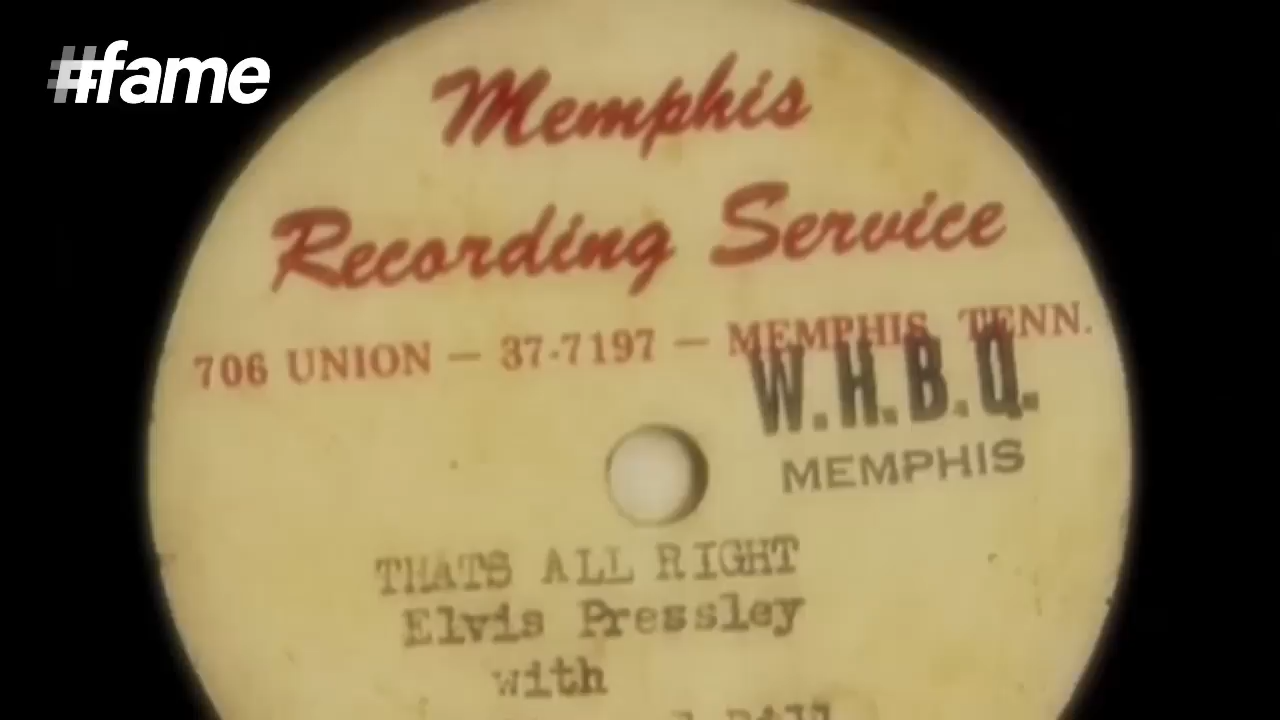 #fame
Memphis
Recording Service
706 UNION — 37-7197 — MEMPHIS, TENN.
W.H.B.Q.
MEMPHIS
THATS ALL RIGHT
Elvis Pressley
with